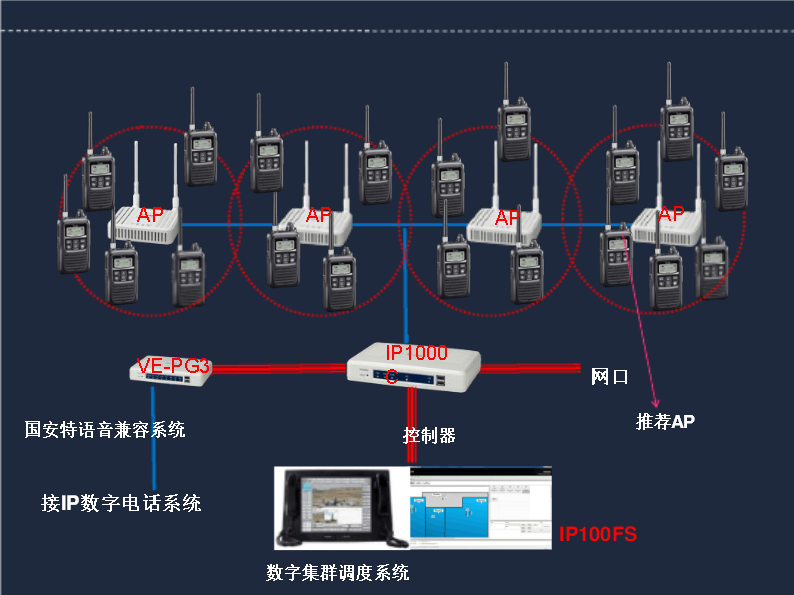 AP
AP
AP
AP
VE-PG3
IP1000
C
网口
推荐AP
国安特语音兼容系统
控制器
接IP数字电话系统
IP100FS
数字集群调度系统